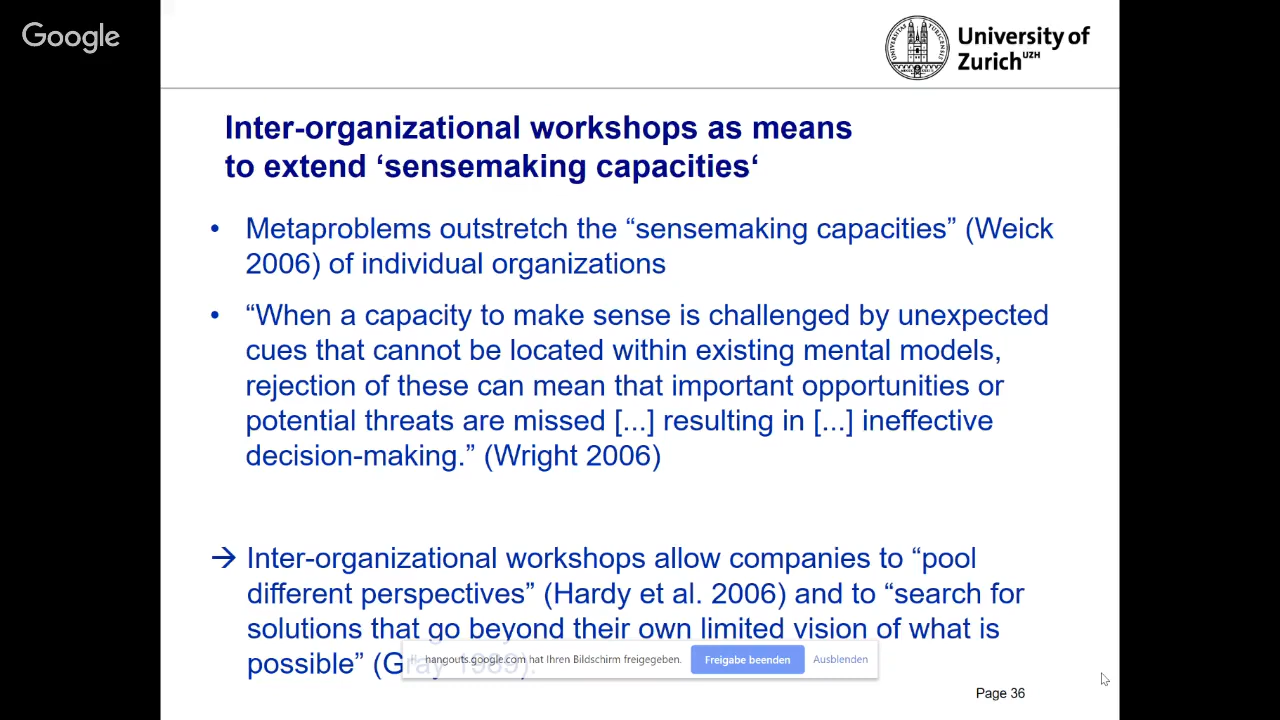 Google
University of
Zurich UZH
Inter-organizational workshops as means
to extend ‘sensemaking capacities‘
• Metaproblems outstretch the “sensemaking capacities” (Weick
2006) of individual organizations
• “When a capacity to make sense is challenged by unexpected
cues that cannot be located within existing mental models,
rejection of these can mean that important opportunities or
potential threats are missed [...] resulting in [...] ineffective
decision-making.” (Wright 2006)
→ Inter-organizational workshops allow companies to “pool
different perspectives” (Hardy et al. 2006) and to “search for
solutions that go beyond their own limited vision of what is
possible” (Gray 1989).
hangouts.google.com hat Ihren Bildschirm freigegeben. Freigabe beenden Ausblenden
Page 36